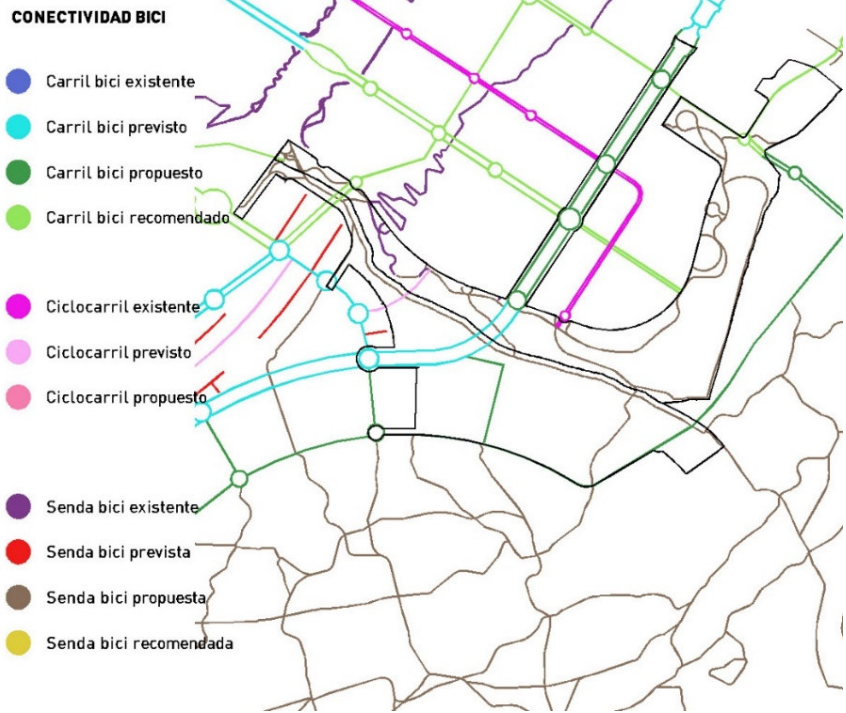 CONECTIVIDAD BICI
Carril bici existente
Carril bici previsto
Carril bici propuesto
Carril bici recomendado
Ciclocarril existente
Ciclocarril previsto
Ciclocarril propuesto
Senda bici existente
Senda bici prevista
Senda bici propuesta
Senda bici recomendada